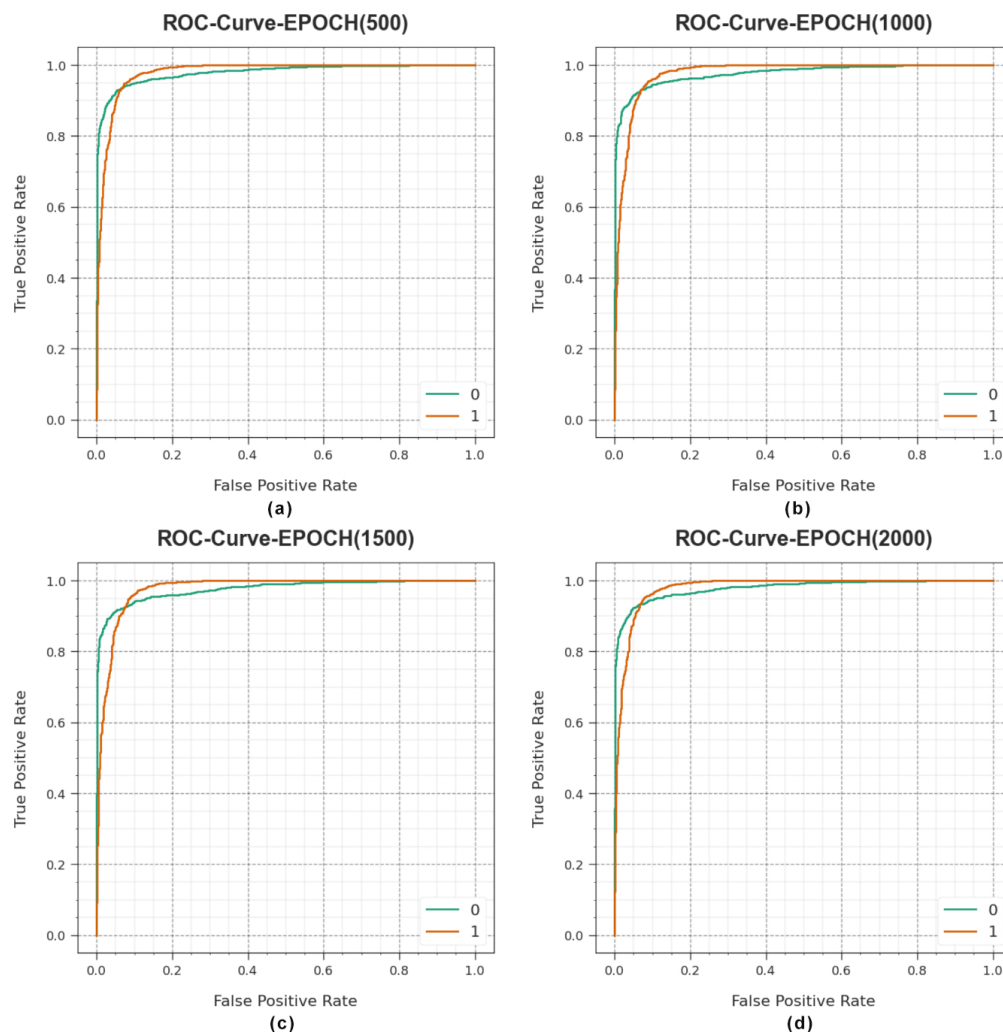 ROC-Curve-EPOCH(500)
True Positive Rate
1.0
0.8
0.6
0.4
0.2
0.0
0
1
0.0 0.2 0.4 0.6 0.8 1.0
False Positive Rate
(a)
ROC-Curve-EPOCH(1000)
True Positive Rate
1.0
0.8
0.6
0.4
0.2
0.0
0
1
0.0 0.2 0.4 0.6 0.8 1.0
False Positive Rate
(b)
ROC-Curve-EPOCH(1500)
True Positive Rate
1.0
0.8
0.6
0.4
0.2
0.0
0
1
0.0 0.2 0.4 0.6 0.8 1.0
False Positive Rate
(c)
ROC-Curve-EPOCH(2000)
True Positive Rate
1.0
0.8
0.6
0.4
0.2
0.0
0
1
0.0 0.2 0.4 0.6 0.8 1.0
False Positive Rate
(d)